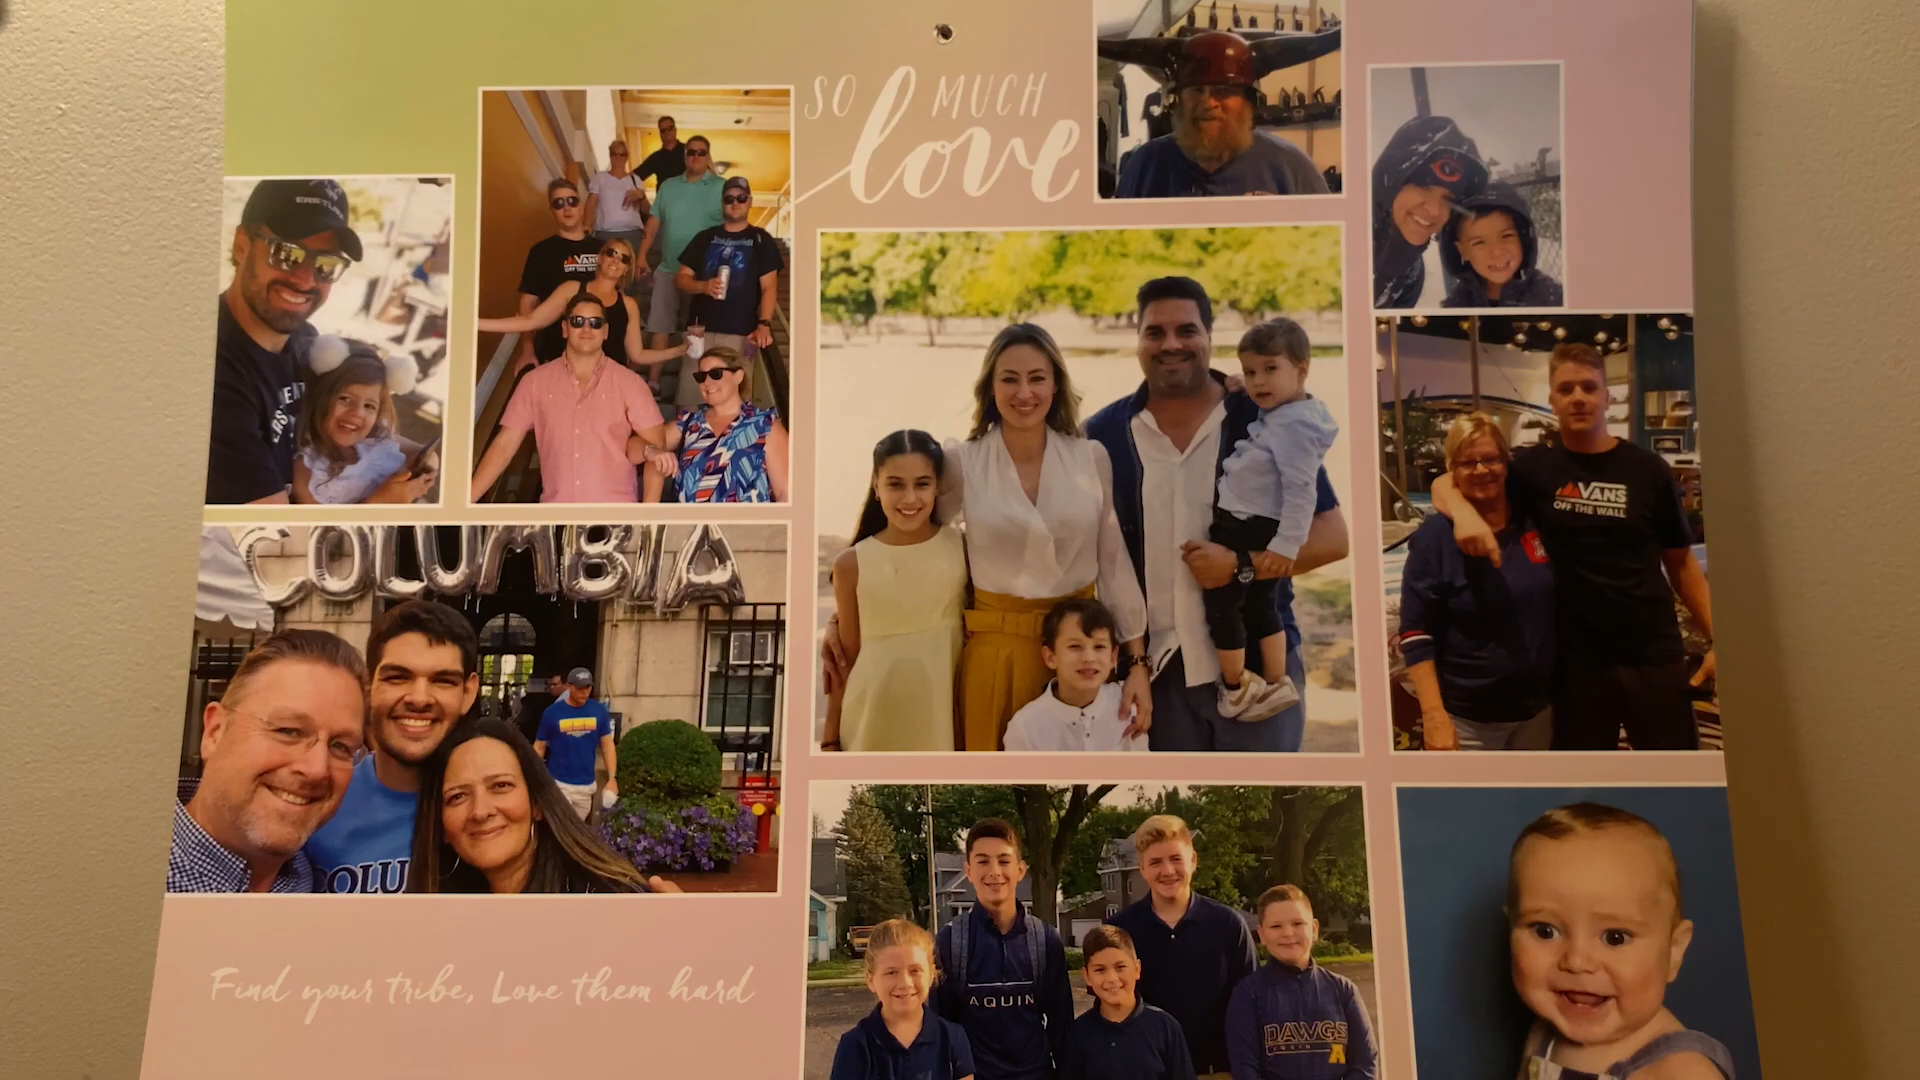 SO MUCH
love
VANS
OFF THE WALL
COLUMBIA
VANS
OFF THE WALL
AQUIN
DAWGS
AQUIN
A
Find your tribe, Love them hard